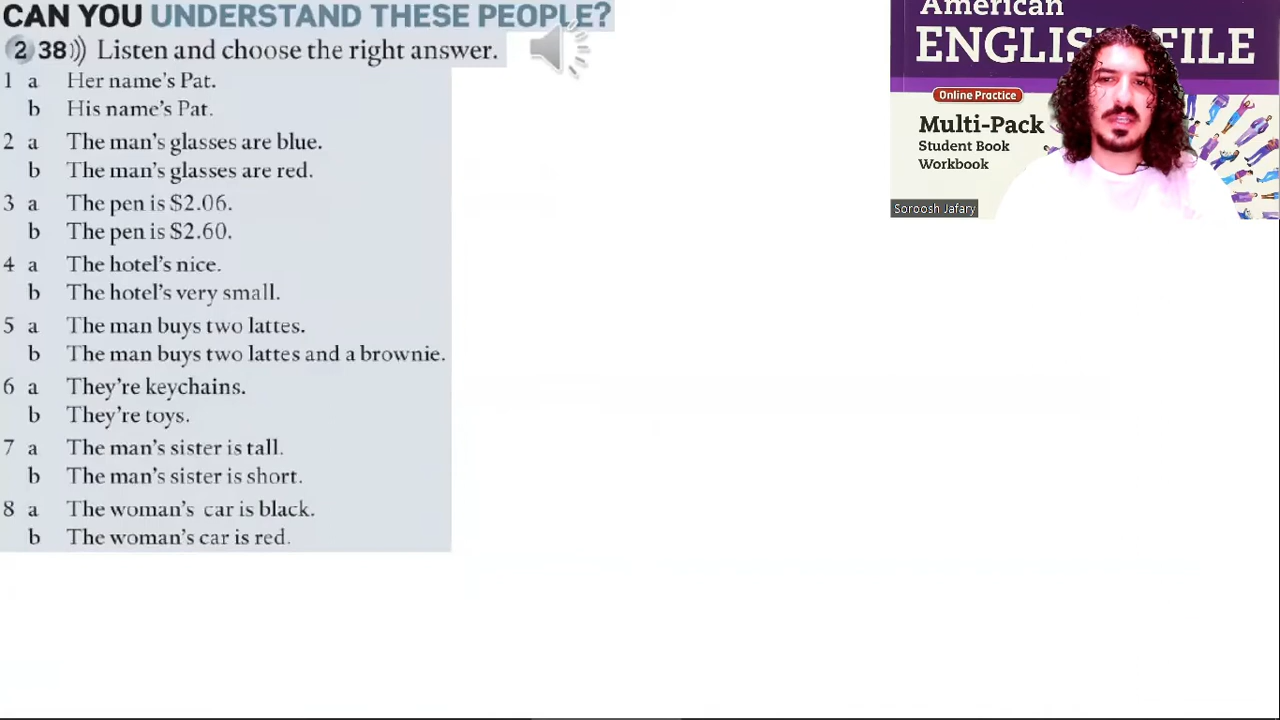 CAN YOU UNDERSTAND THESE PEOPLE?
2 38 Listen and choose the right answer.
1 a Her name's Pat.
b His name's Pat.
2 a The man's glasses are blue.
b The man's glasses are red.
3 a The pen is $2.06.
b The pen is $2.60.
4 a The hotel's nice.
b The hotel's very small.
5 a The man buys two lattes.
b The man buys two lattes and a brownie.
6 a They're keychains.
b They're toys.
7 a The man's sister is tall.
b The man's sister is short.
8 a The woman's car is black.
b The woman's car is red.
American
ENGLISH FILE
Online Practice
Multi-Pack
Student Book
Workbook
Soroosh Jafary